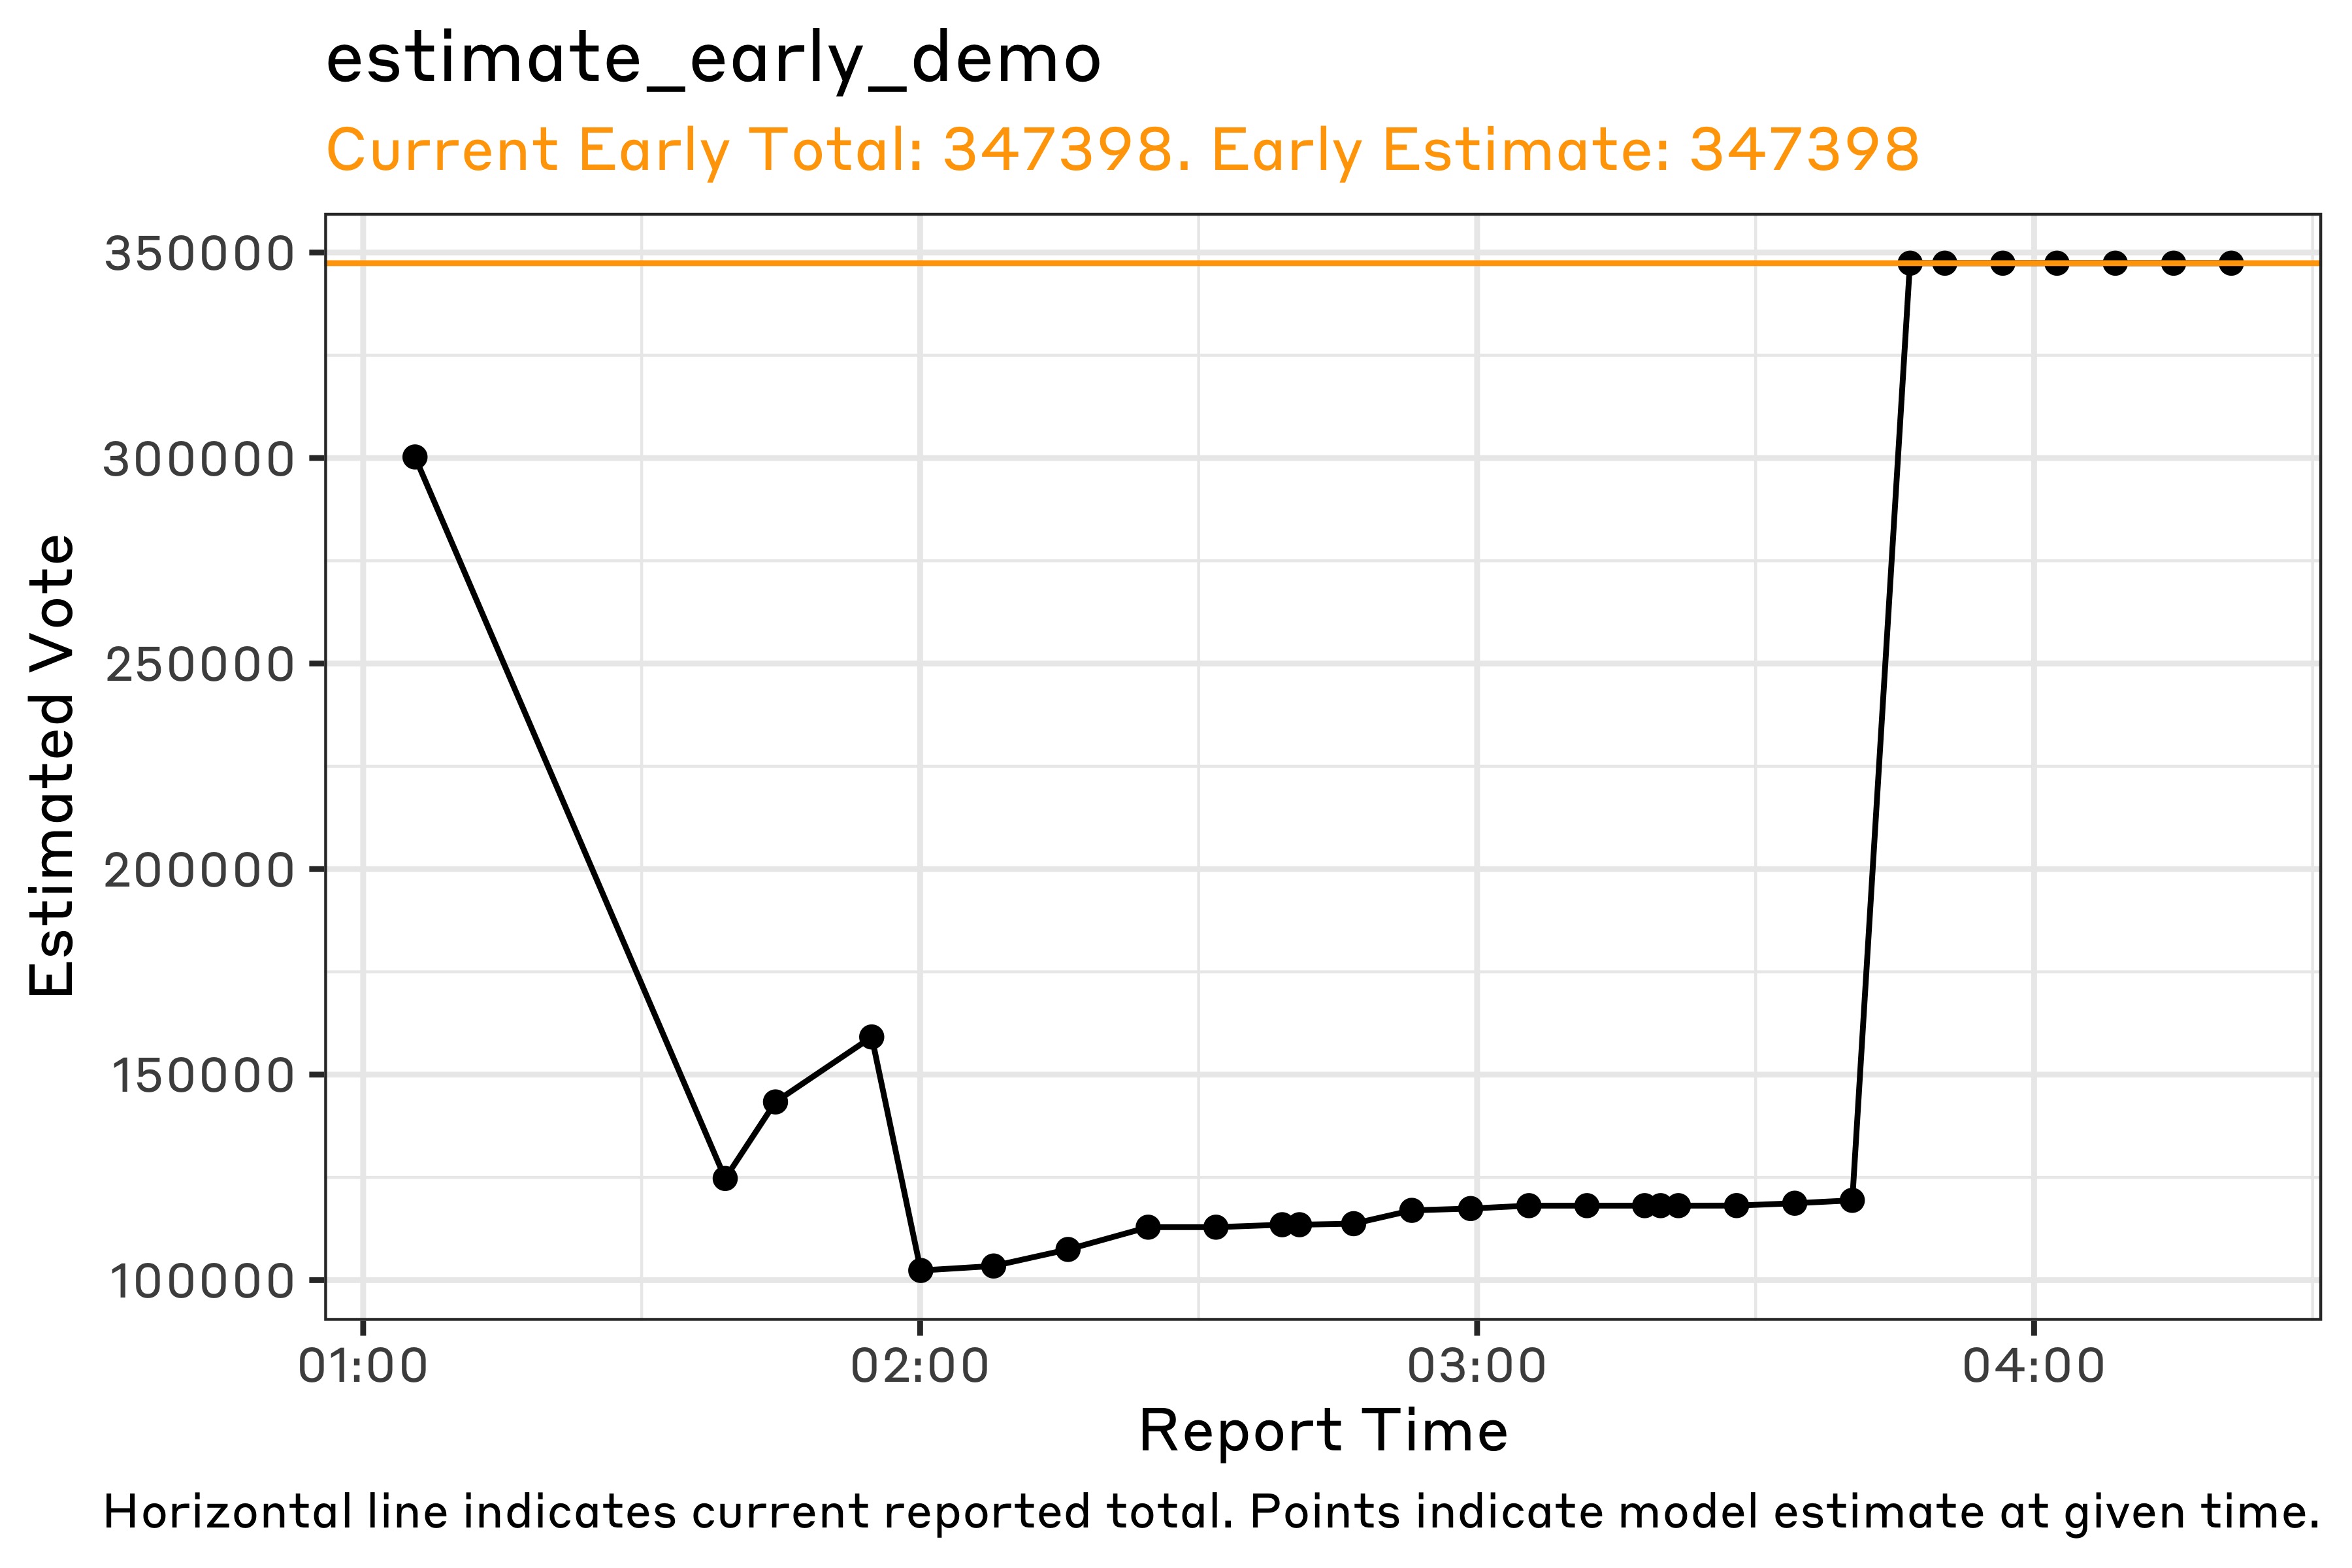 estimate_early_demo
Current Early Total: 347398. Early Estimate: 347398
Estimated Vote
350000
300000
250000
200000
150000
100000
01:00 02:00 03:00 04:00
Report Time
Horizontal line indicates current reported total. Points indicate model estimate at given time.